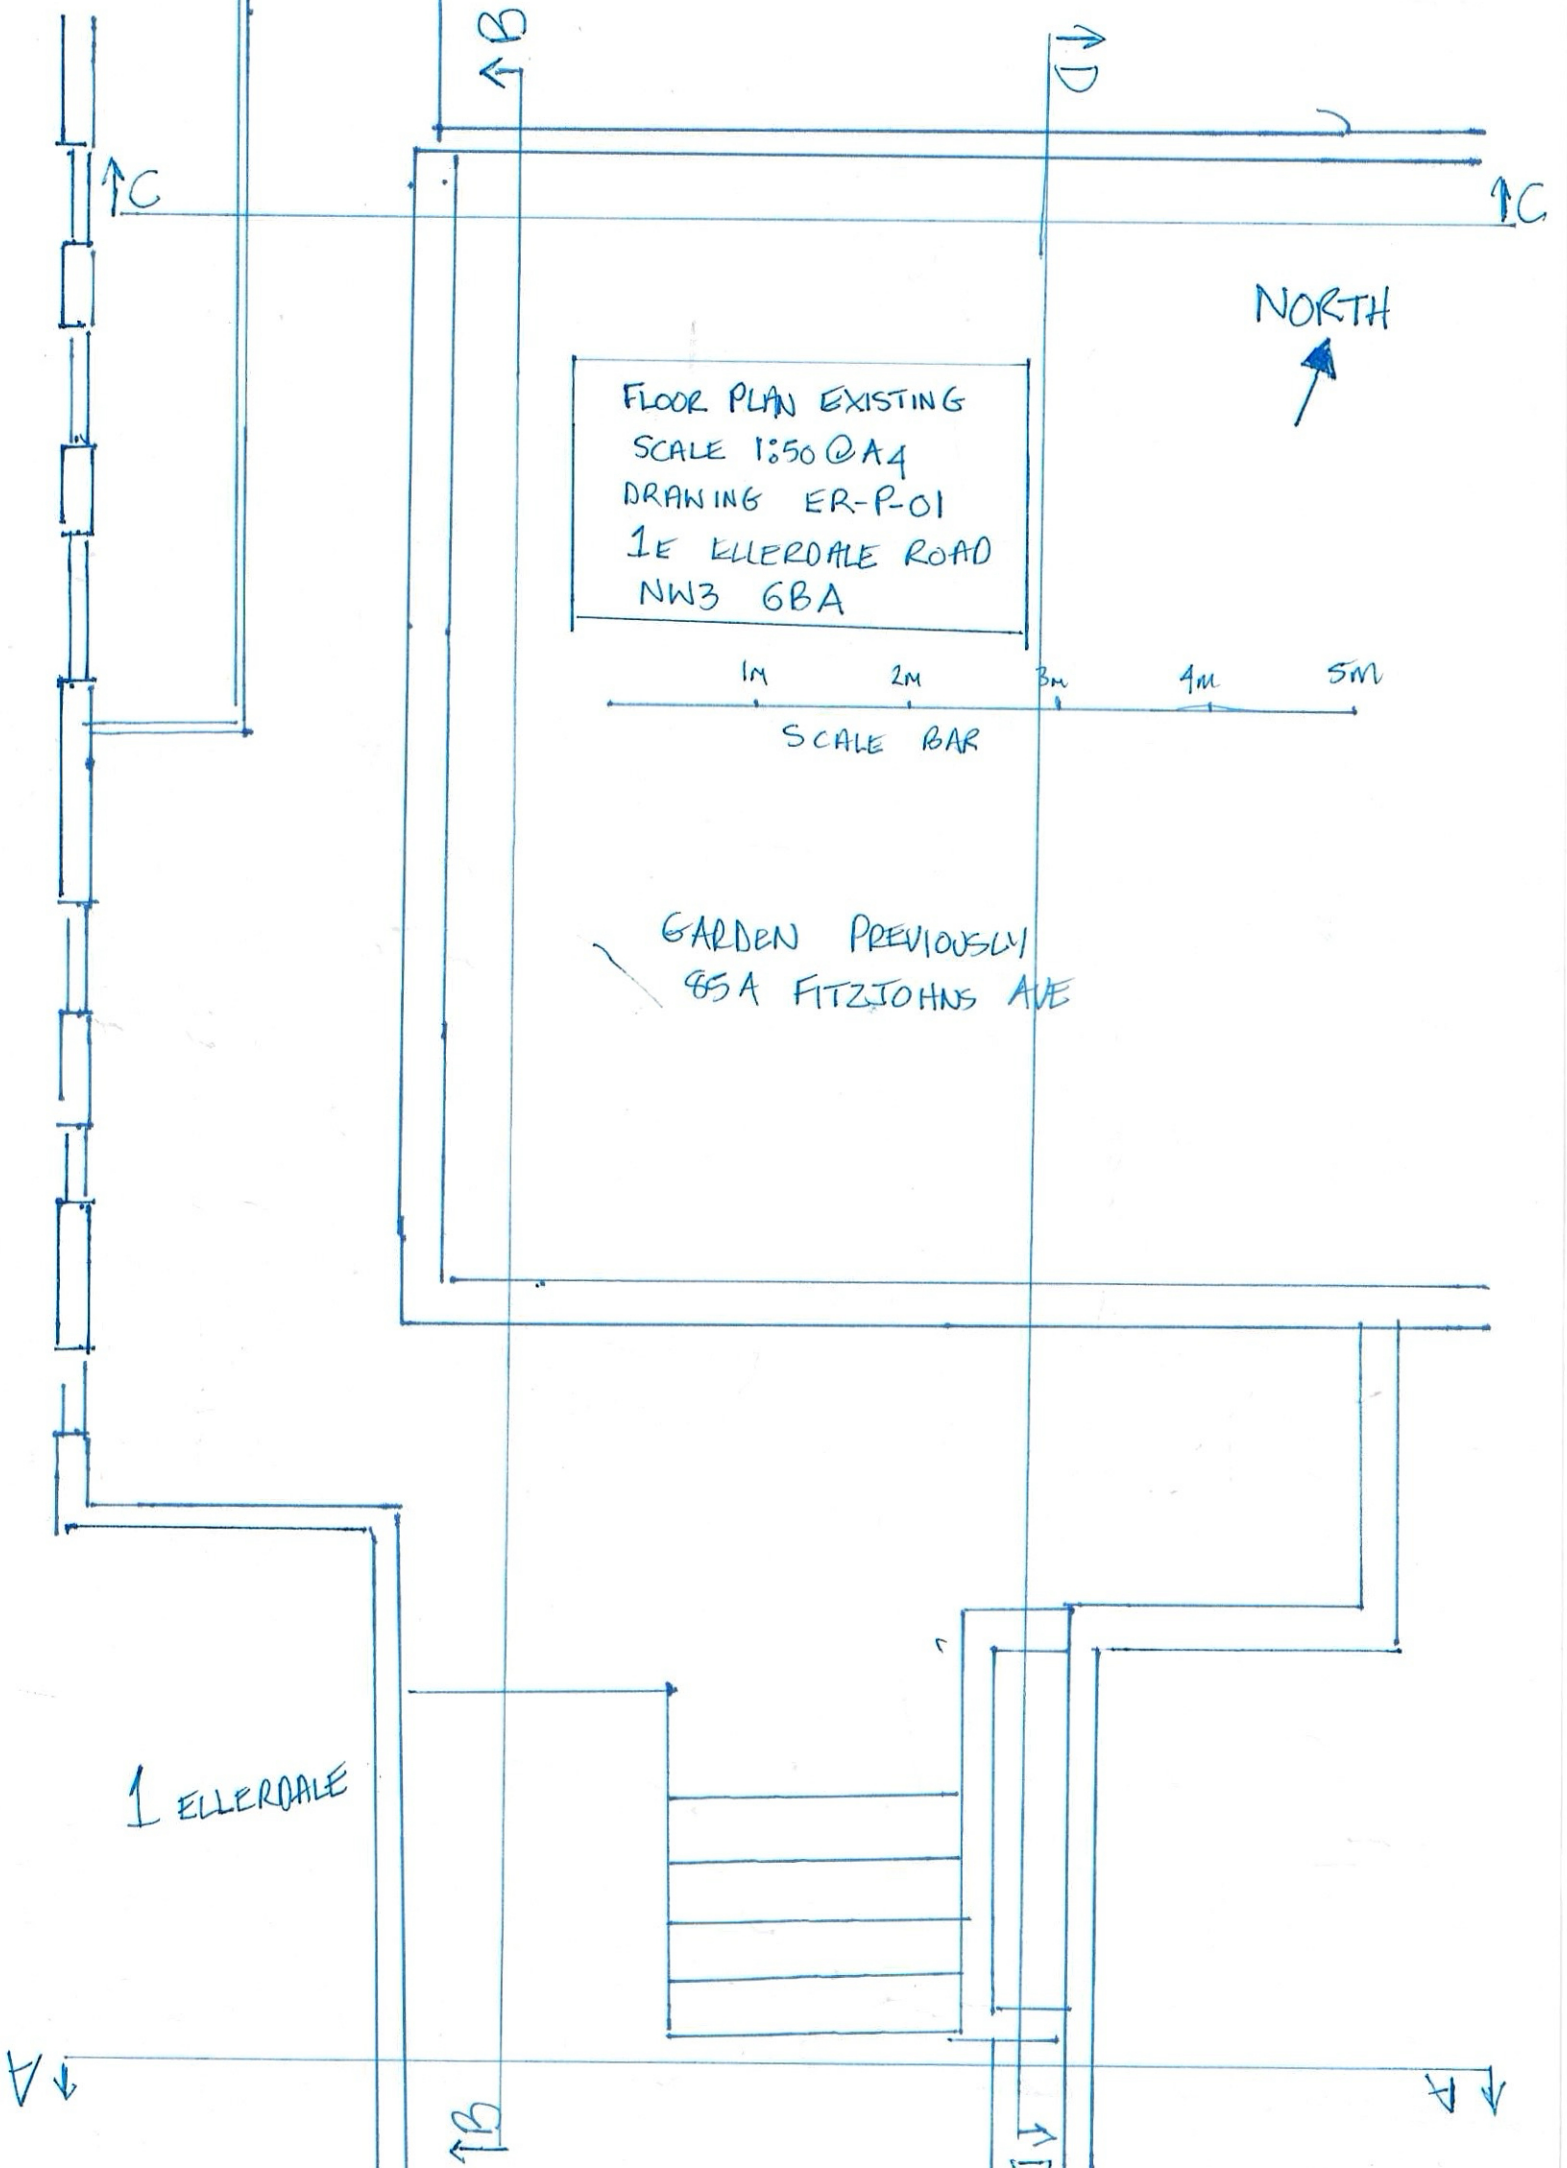 B
D
C
C
NORTH
FLOOR PLAN EXISTING
SCALE 1:50 @ A4
DRAWING ER-P-01
1E ELLERDALE ROAD
NW3 6BA
1M 2M 3M 4M 5M
SCALE BAR
GARDEN PREVIOUSLY
85A FITZJOHNS AVE
1 ELLERDALE
A
A
B